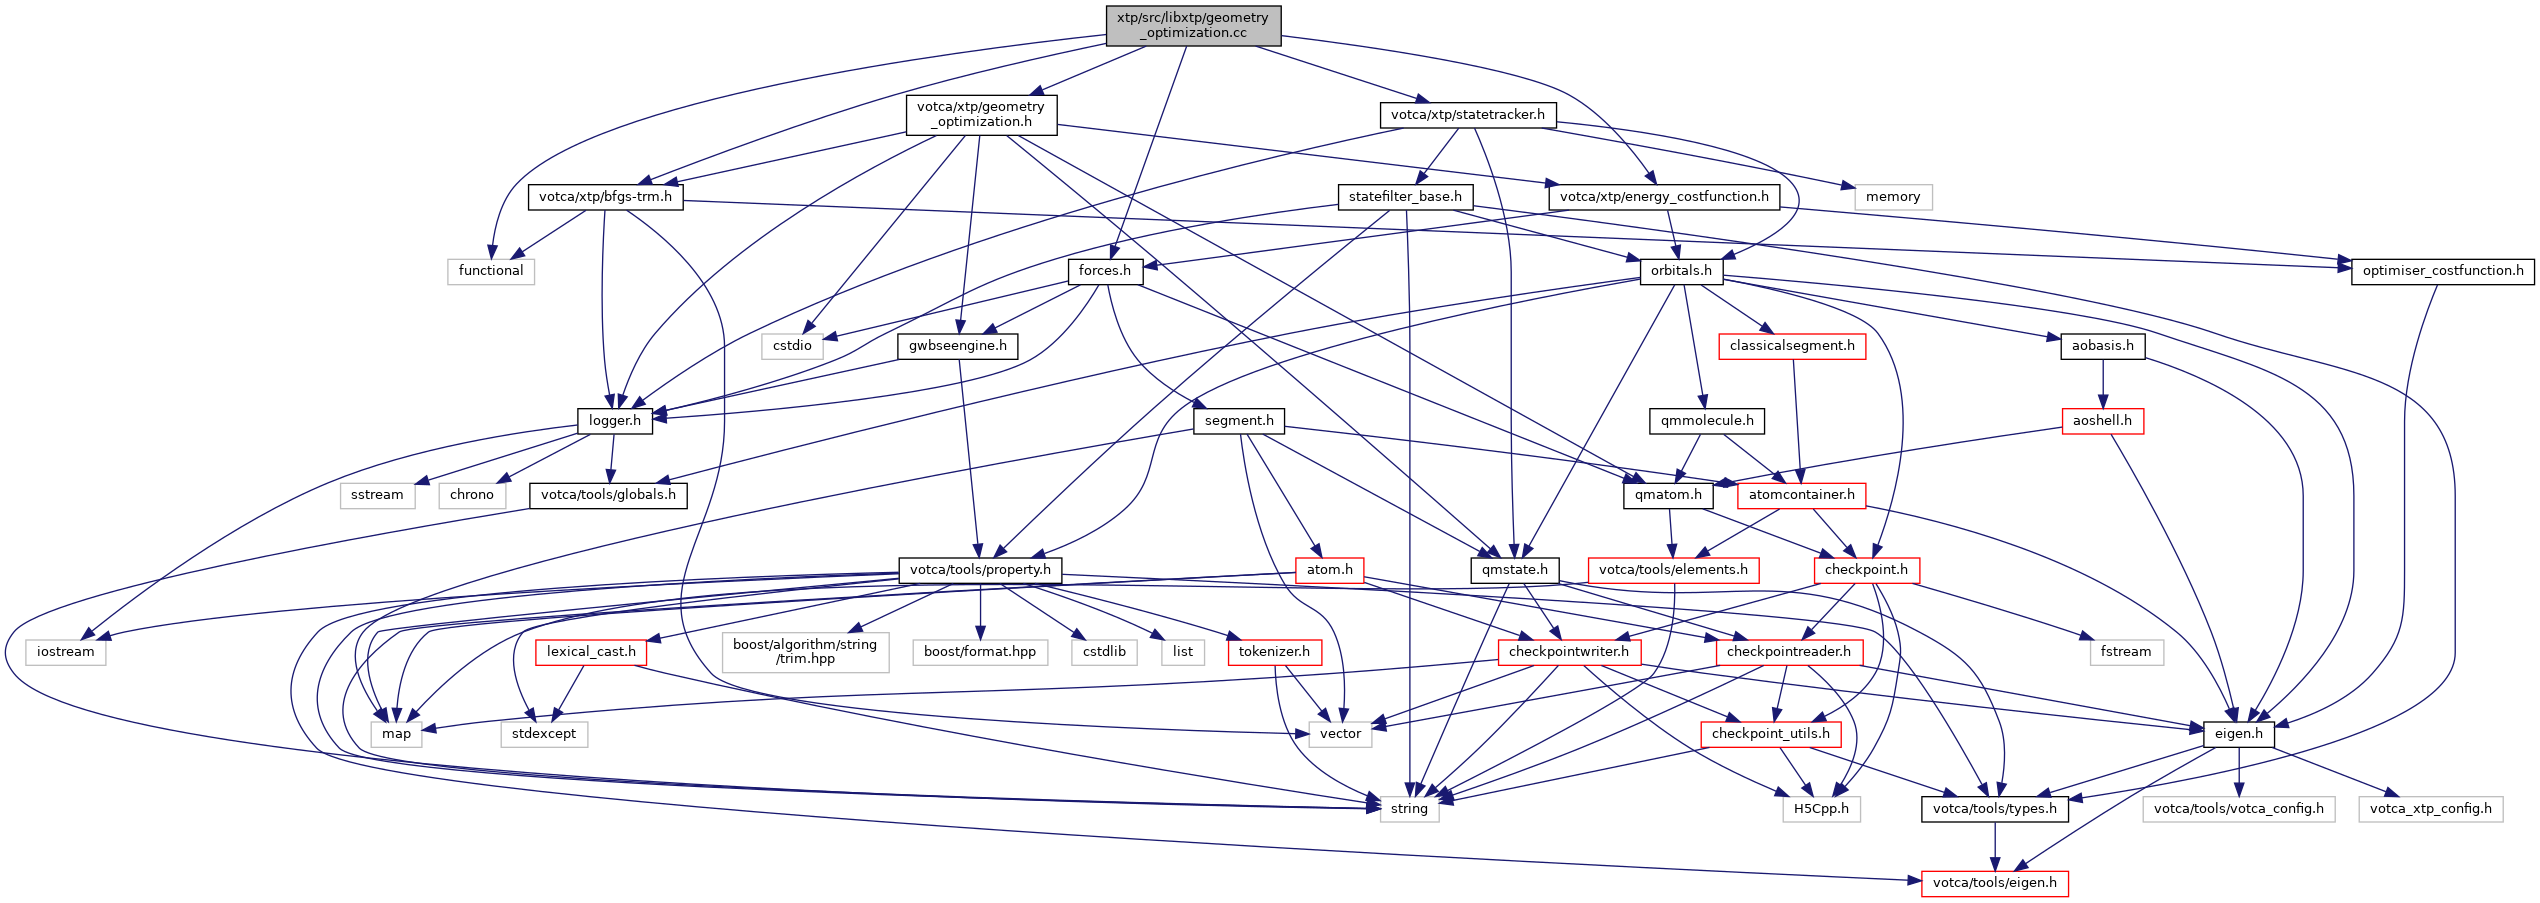 xtp/src/libxtp/geometry
_optimization.cc
votca/xtp/geometry
_optimization.h
votca/xtp/statetracker.h
votca/xtp/bfgs-trm.h
statefilter_base.h
votca/xtp/energy_costfunction.h
memory
functional
forces.h
orbitals.h
optimiser_costfunction.h
cstdio
gwbseengine.h
classicalsegment.h
aobasis.h
logger.h
segment.h
qmmolecule.h
aoshell.h
sstream
chrono
votca/tools/globals.h
qmatom.h
atomcontainer.h
votca/tools/property.h
atom.h
qmstate.h
votca/tools/elements.h
checkpoint.h
iostream
lexical_cast.h
boost/algorithm/string
/trim.hpp
boost/format.hpp
cstdlib
list
tokenizer.h
checkpointwriter.h
checkpointreader.h
fstream
map
stdexcept
vector
checkpoint_utils.h
eigen.h
string
H5Cpp.h
votca/tools/types.h
votca/tools/votca_config.h
votca_xtp_config.h
votca/tools/eigen.h